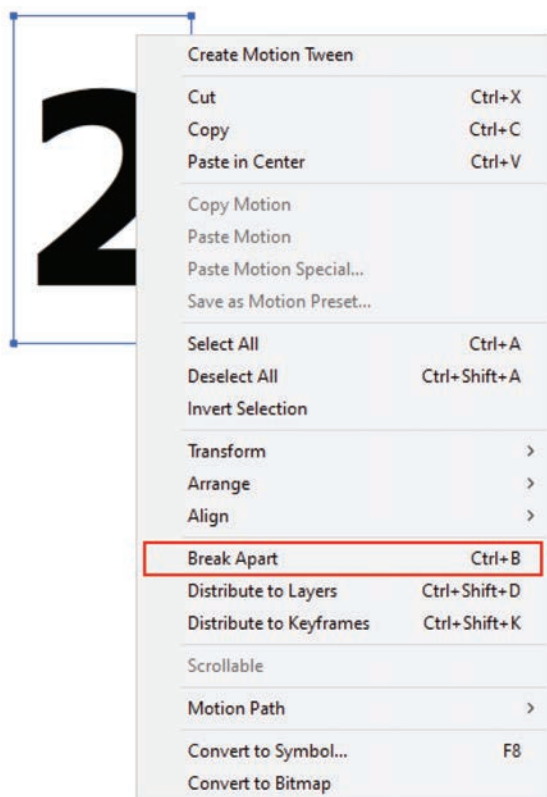 2
Create Motion Tween
Cut Ctrl+X
Copy Ctrl+C
Paste in Center Ctrl+V
Copy Motion
Paste Motion
Paste Motion Special...
Save as Motion Preset...
Select All Ctrl+A
Deselect All Ctrl+Shift+A
Invert Selection
Transform >
Arrange >
Align >
Break Apart Ctrl+B
Distribute to Layers Ctrl+Shift+D
Distribute to Keyframes Ctrl+Shift+K
Scrollable
Motion Path >
Convert to Symbol... F8
Convert to Bitmap